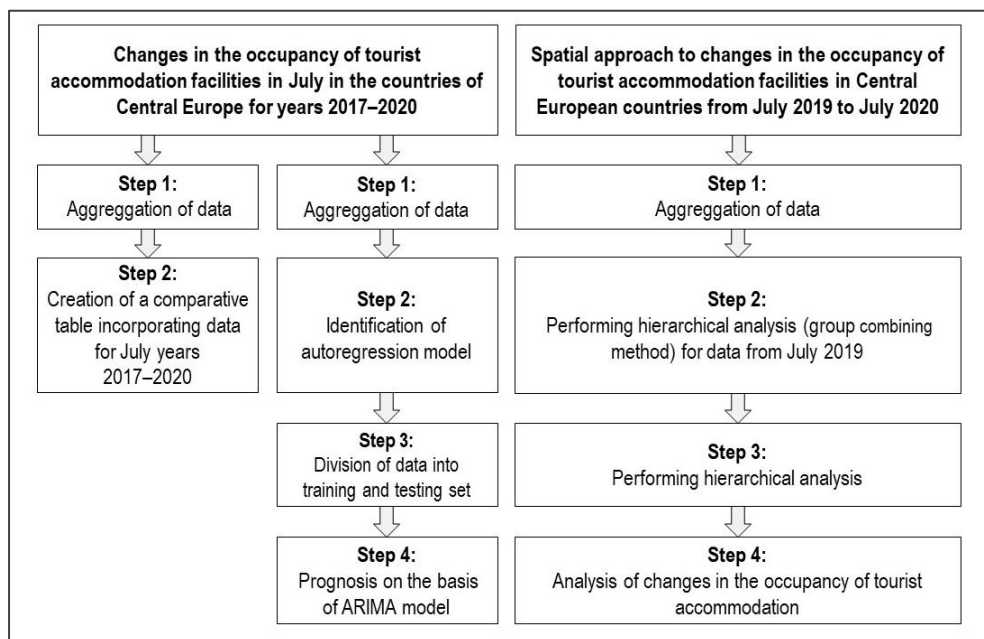 Changes in the occupancy of tourist
accommodation facilities in July in the countries of
Central Europe for years 2017–2020
Step 1:
Aggreggation of data
Step 2:
Creation of a comparative
table incorporating data
for July years
2017–2020
Step 1:
Aggreggation of data
Step 2:
Identification of
autoregression model
Step 3:
Division of data into
training and testing set
Step 4:
Prognosis on the basis
of ARIMA model
Spatial approach to changes in the occupancy of
tourist accommodation facilities in Central
European countries from July 2019 to July 2020
Step 1:
Aggreggation of data
Step 2:
Performing hierarchical analysis (group combining
method) for data from July 2019
Step 3:
Performing hierarchical analysis
Step 4:
Analysis of changes in the occupancy of tourist
accommodation